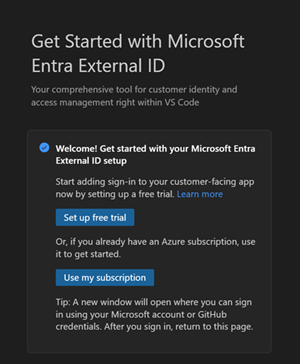 Get Started with Microsoft
Entra External ID
Your comprehensive tool for customer identity and
access management right within VS Code
Welcome! Get started with your Microsoft Entra
External ID setup
Start adding sign-in to your customer-facing app
now by setting up a free trial. Learn more
Set up free trial
Or, if you already have an Azure subscription, use
it to get started.
Use my subscription
Tip: A new window will open where you can sign
in using your Microsoft account or GitHub
credentials. After you sign in, return to this page.